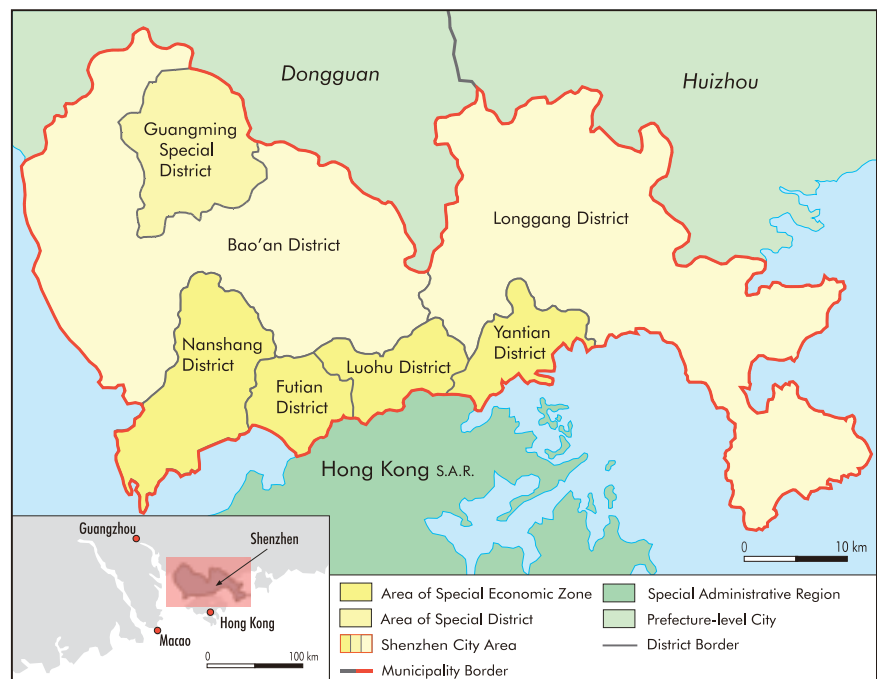 Dongguan
Huizhou
Guangming
Special
District
Longgang District
Bao'an District
Nanshang
District
Yantian
District
Luohu District
Futian
District
Hong Kong S.A.R.
0 10 km
Guangzhou
Shenzhen
Hong Kong
Macao
0 100 km
Area of Special Economic Zone
Area of Special District
Shenzhen City Area
Municipality Border
Special Administrative Region
Prefecture-level City
District Border